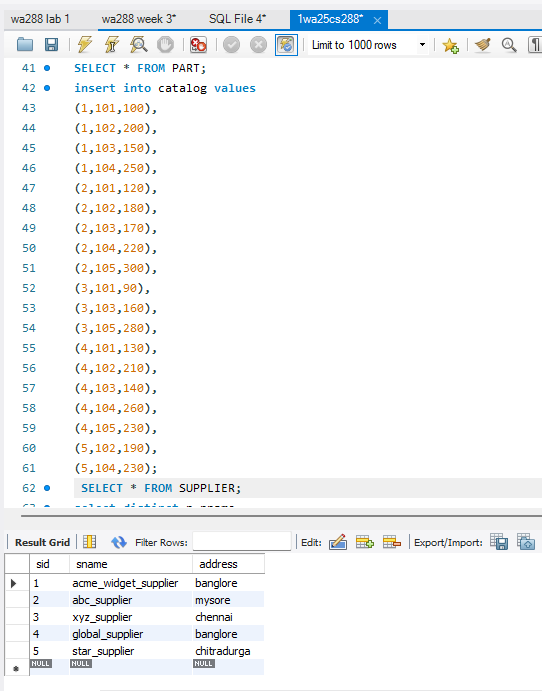 wa288 lab 1 wa288 week 3* SQL File 4* 1wa25cs288* ×
Limit to 1000 rows
41 SELECT * FROM PART;
42 insert into catalog values
43 (1,101,100),
44 (1,102,200),
45 (1,103,150),
46 (1,104,250),
47 (2,101,120),
48 (2,102,180),
49 (2,103,170),
50 (2,104,220),
51 (2,105,300),
52 (3,101,90),
53 (3,103,160),
54 (3,105,280),
55 (4,101,130),
56 (4,102,210),
57 (4,103,140),
58 (4,104,260),
59 (4,105,230),
60 (5,102,190),
61 (5,104,230);
62 SELECT * FROM SUPPLIER;
63 select distinct p.pname
Result Grid Filter Rows: Edit: Export/Import:
sid sname address
1 acme_widget_supplier banglore
2 abc_supplier mysore
3 xyz_supplier chennai
4 global_supplier banglore
5 star_supplier chitradurga
NULL NULL NULL